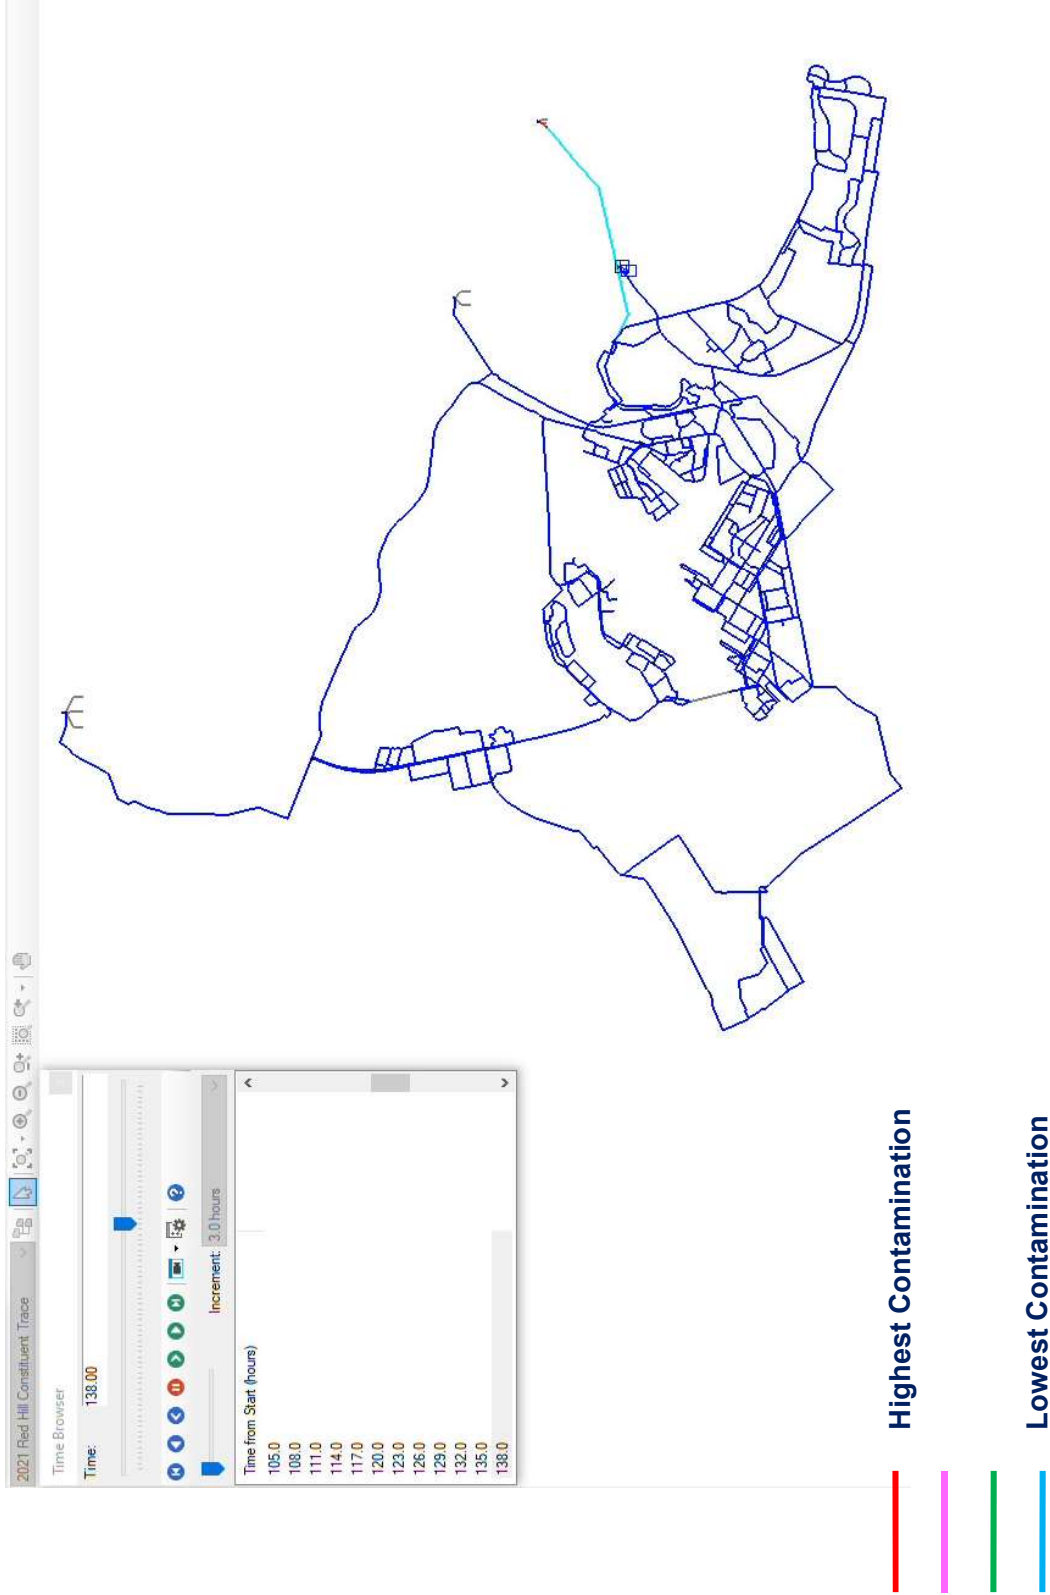 2021 Red Hill Constituent Trace
Time Browser
Time: 138.00
Increment: 3.0 hours
Time from Start (hours)
105.0
108.0
111.0
114.0
117.0
120.0
123.0
126.0
129.0
132.0
135.0
138.0
Highest Contamination
Lowest Contamination